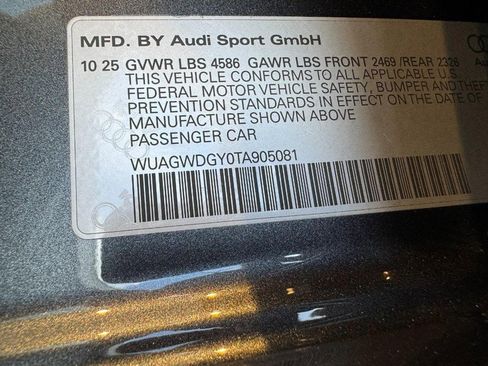 MFD. BY Audi Sport GmbH
10 25 GVWR LBS 4586 GAWR LBS FRONT 2469 /REAR 2326
THIS VEHICLE CONFORMS TO ALL APPLICABLE U.S.
FEDERAL MOTOR VEHICLE SAFETY, BUMPER AND THEFT
PREVENTION STANDARDS IN EFFECT ON THE DATE OF
MANUFACTURE SHOWN ABOVE
PASSENGER CAR
WUAGWDGY0TA905081